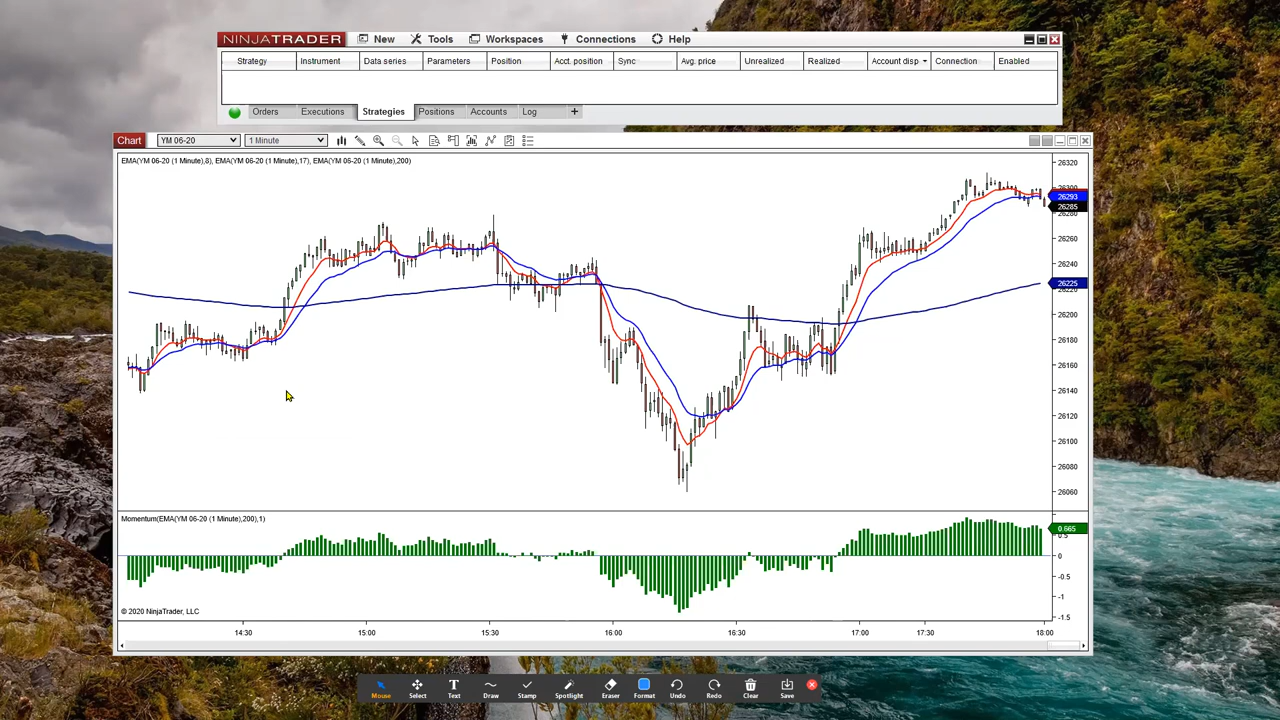 NINJATRADER New Tools Workspaces Connections Help
Strategy Instrument Data series Parameters Position Acct. position Sync Avg. price Unrealized Realized Account disp Connection Enabled
Orders Executions Strategies Positions Accounts Log +
Chart YM 06-20 1 Minute
EMA(YM 06-20 (1 Minute),8), EMA(YM 06-20 (1 Minute),17), EMA(YM 06-20 (1 Minute),200)
26320
26300
26293
26285
26280
26260
26240
26225
26220
26200
26180
26160
26140
26120
26100
26080
26060
Momentum(EMA(YM 06-20 (1 Minute),200),1)
0.665
0.5
0
-0.5
-1
-1.5
© 2020 NinjaTrader, LLC
14:30 15:00 15:30 16:00 16:30 17:00 17:30 18:00
Mouse Select Text Draw Stamp Spotlight Eraser Format Undo Redo Clear Save